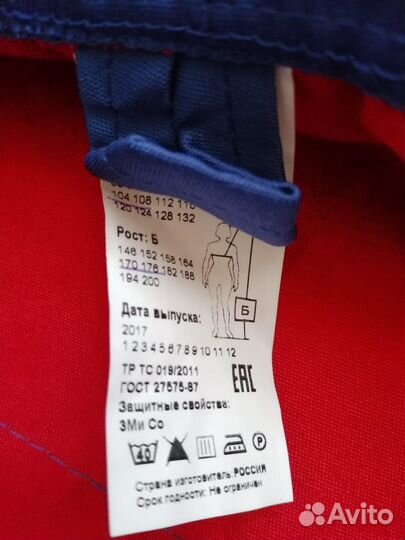 104 108 112 116
120 124 128 132
Рост: Б
146 152 158 164
170 176 182 188
194 200
Б
Дата выпуска:
2017
1 2 3 4 5 6 7 8 9 10 11 12
ТР ТС 019/2011
ГОСТ 27575-87
EAC
Защитные свойства:
ЗМи Со
40
P
Страна изготовитель: РОССИЯ
Срок годности: Не ограничен
Avito